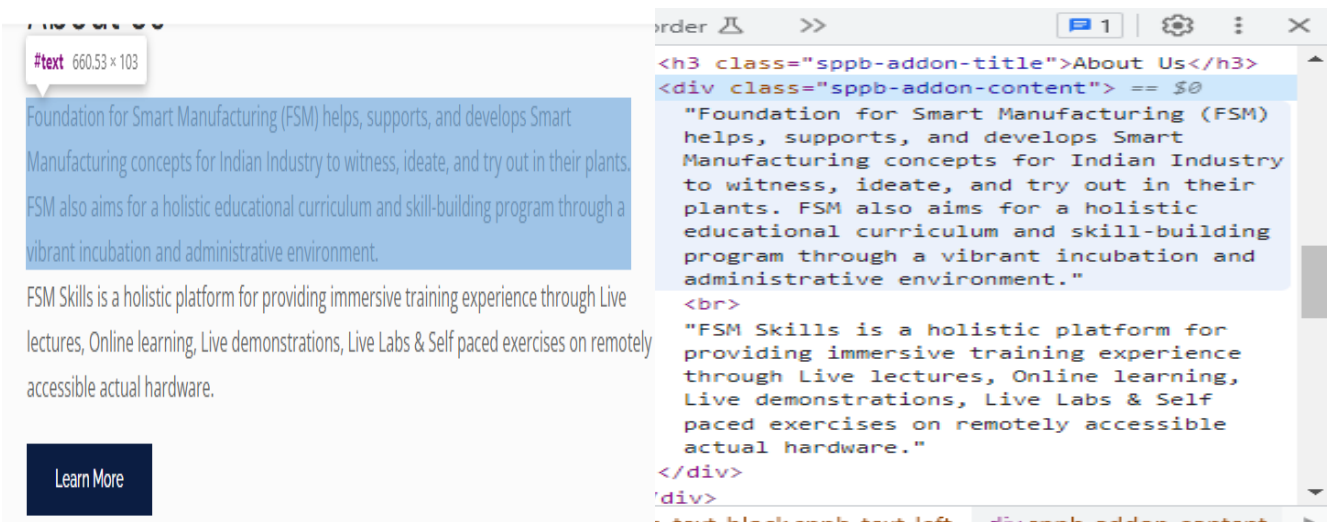 About Us
#text 660.53 × 103
Foundation for Smart Manufacturing (FSM) helps, supports, and develops Smart
Manufacturing concepts for Indian Industry to witness, ideate, and try out in their plants.
FSM also aims for a holistic educational curriculum and skill-building program through a
vibrant incubation and administrative environment.
FSM Skills is a holistic platform for providing immersive training experience through Live
lectures, Online learning, Live demonstrations, Live Labs & Self paced exercises on remotely
accessible actual hardware.
Learn More
order >> 1
<h3 class="sppb-addon-title">About Us</h3>
<div class="sppb-addon-content"> == $0
"Foundation for Smart Manufacturing (FSM)
helps, supports, and develops Smart
Manufacturing concepts for Indian Industry
to witness, ideate, and try out in their
plants. FSM also aims for a holistic
educational curriculum and skill-building
program through a vibrant incubation and
administrative environment."
<br>
"FSM Skills is a holistic platform for
providing immersive training experience
through Live lectures, Online learning,
Live demonstrations, Live Labs & Self
paced exercises on remotely accessible
actual hardware."
</div>
/div>